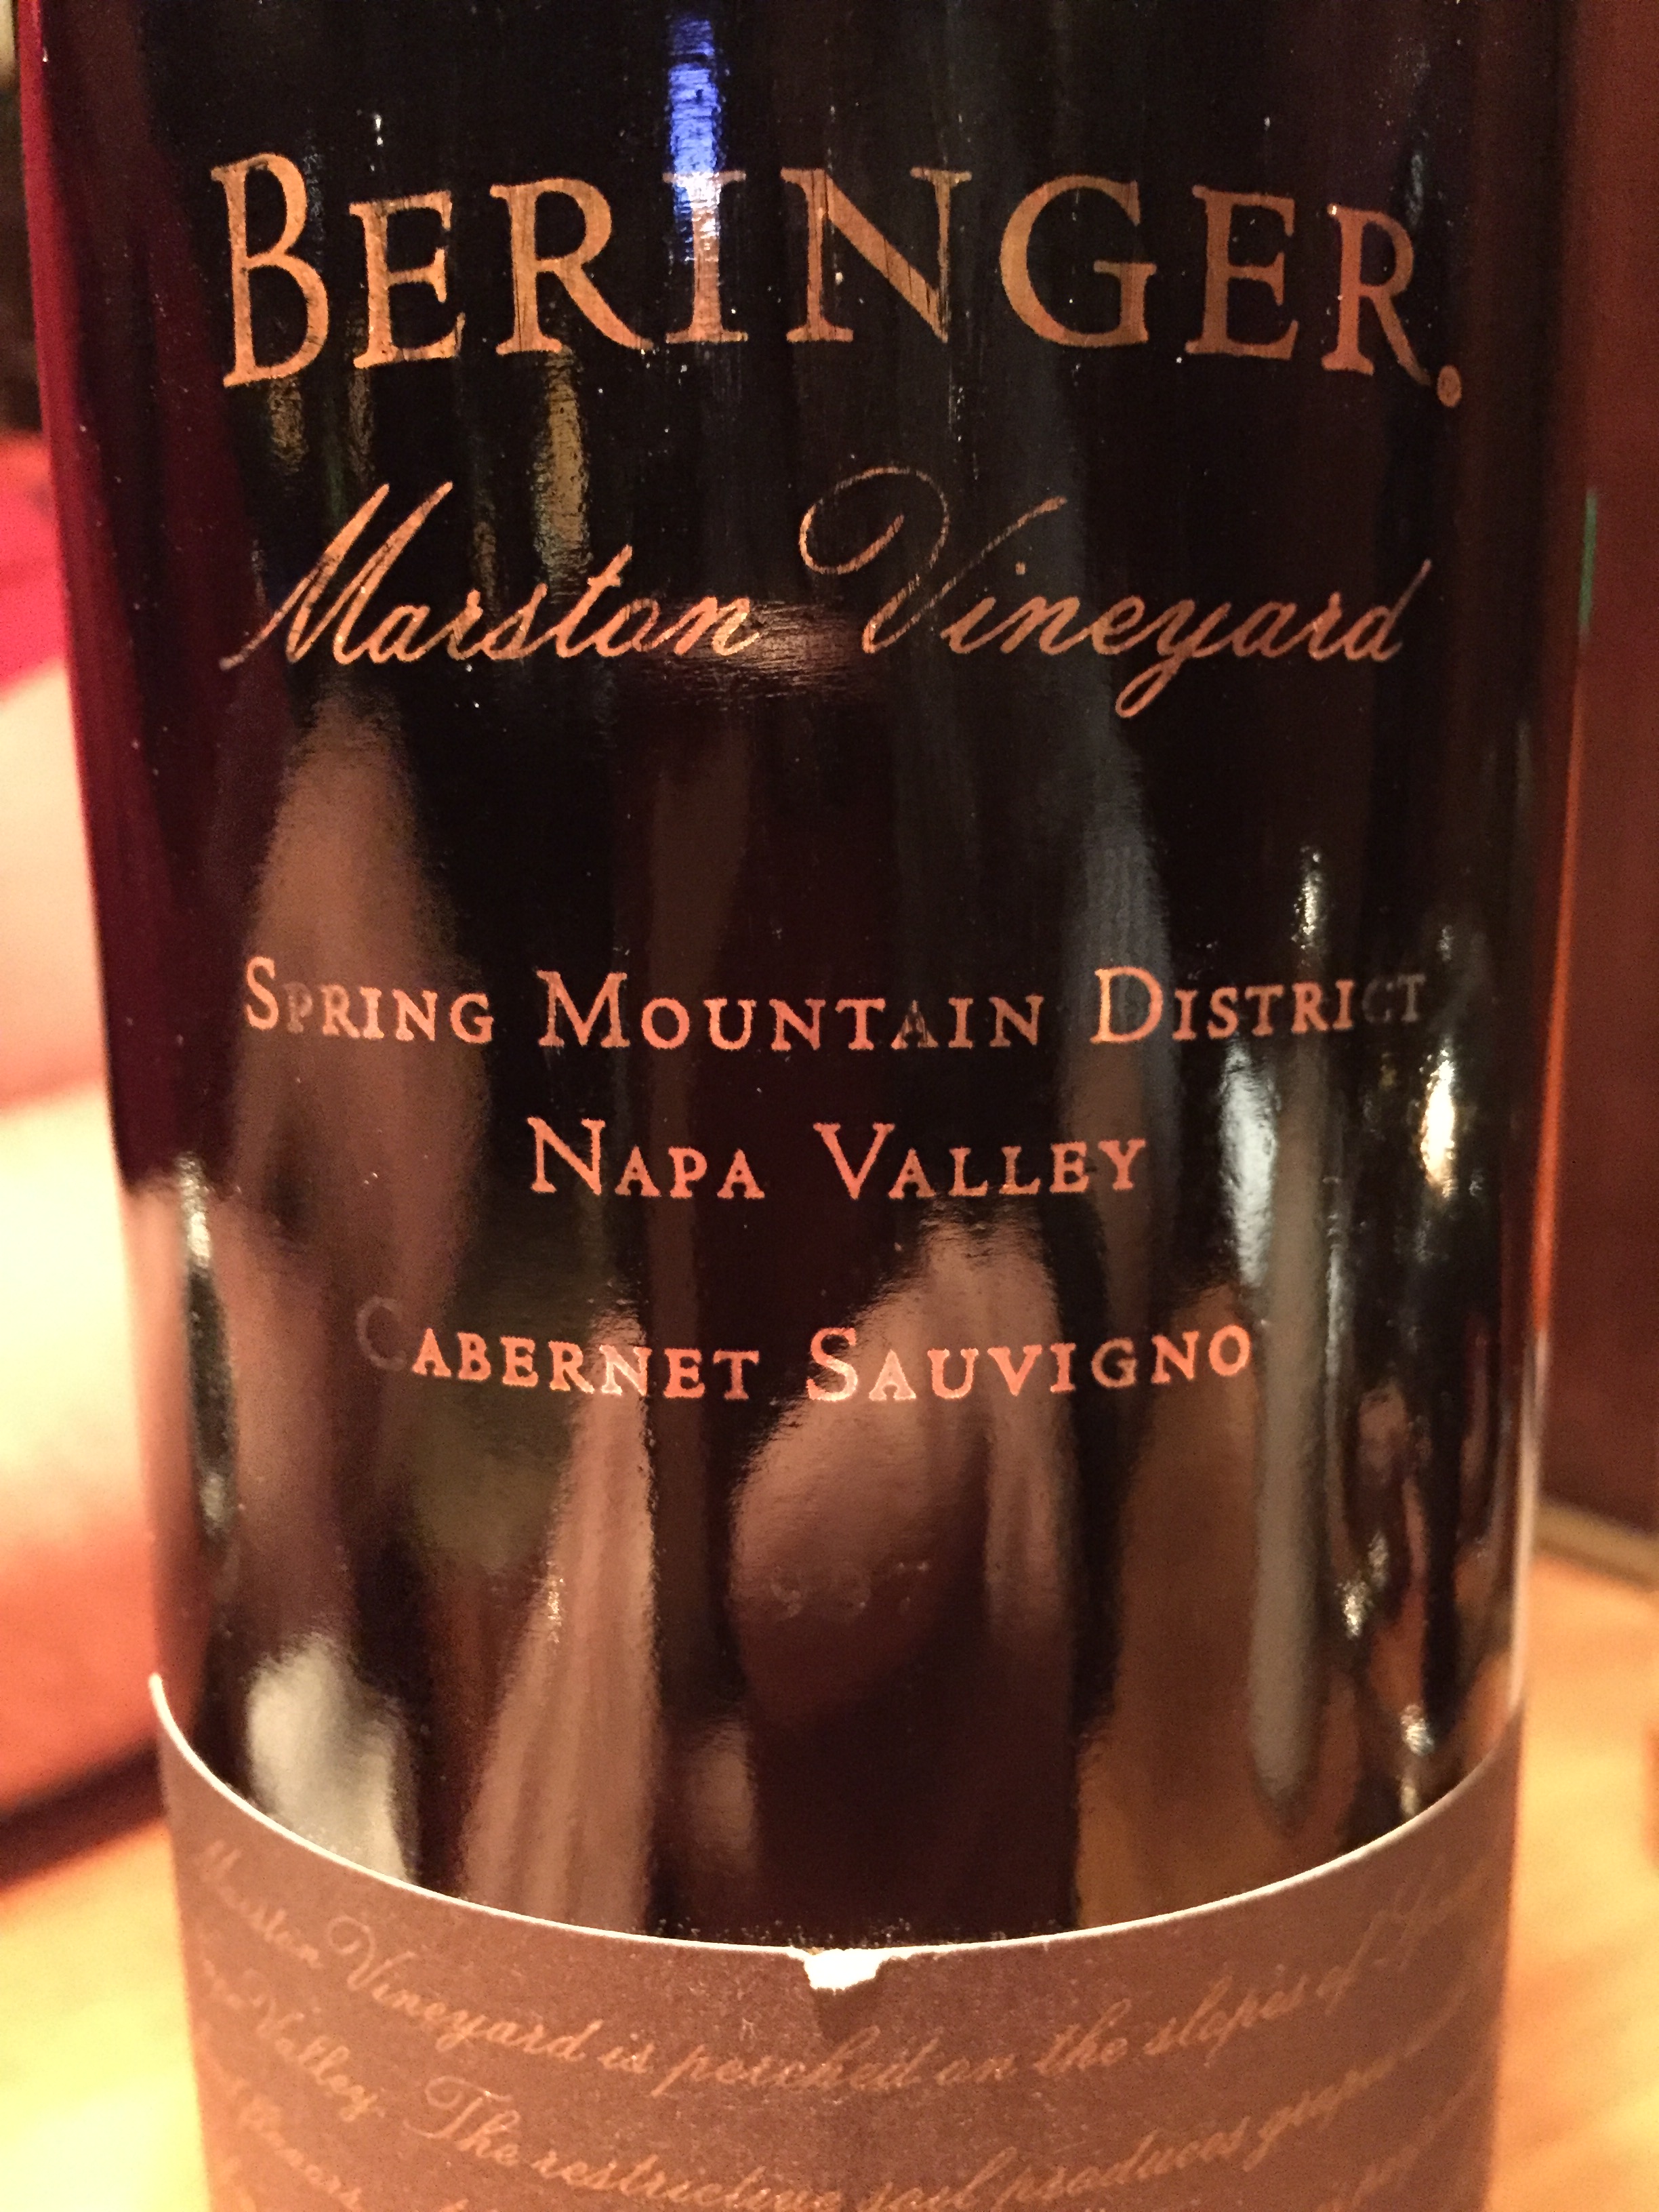 BERINGER.
Marston Vineyard
SPRING MOUNTAIN DISTRICT
NAPA VALLEY
CABERNET SAUVIGNO
Marston Vineyard is perched on the slopes of
Valley. The restrictive soil produces grapes